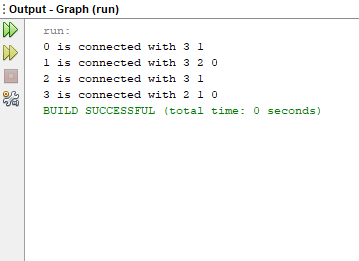 Output - Graph (run)
run:
0 is connected with 3 1
1 is connected with 3 2 0
2 is connected with 3 1
3 is connected with 2 1 0
BUILD SUCCESSFUL (total time: 0 seconds)